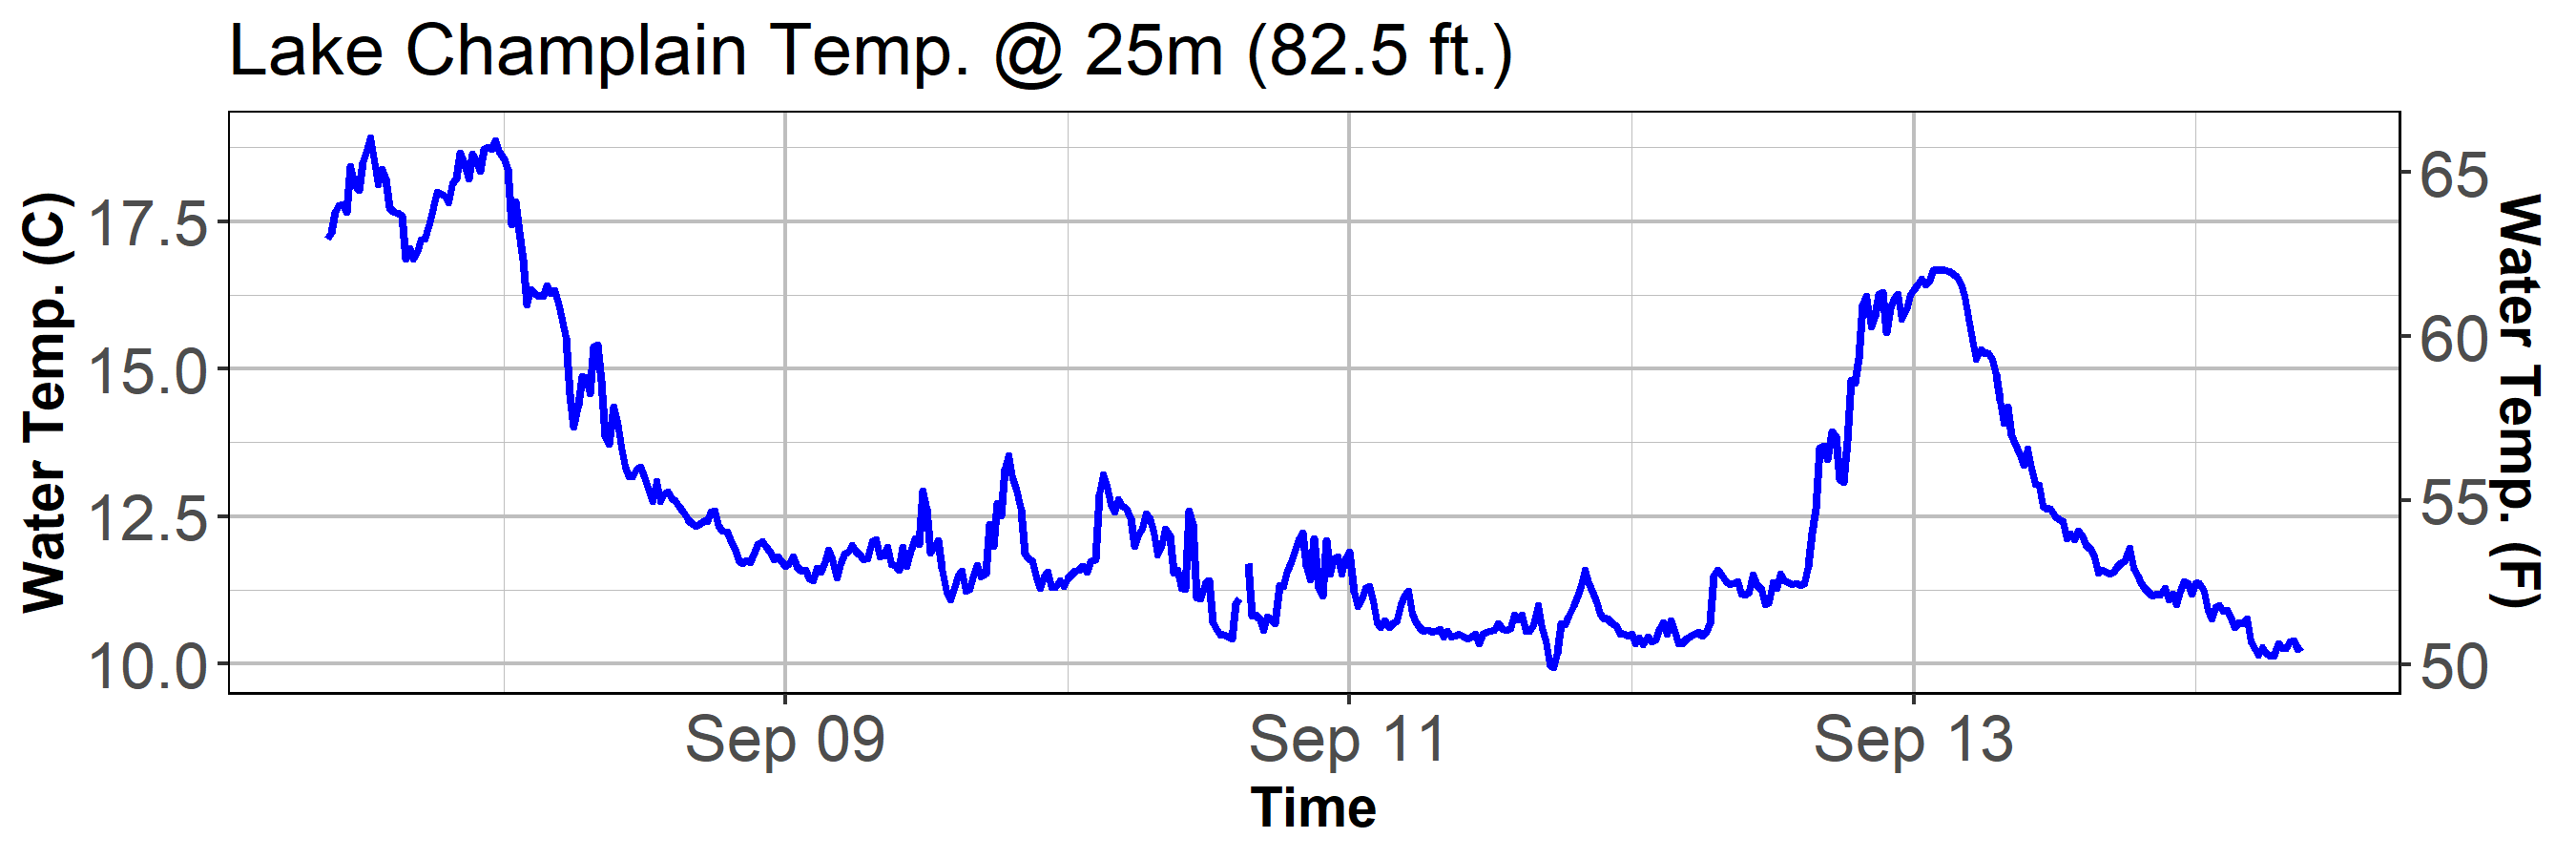 Lake Champlain Temp. @ 25m (82.5 ft.)
Water Temp. (C)
17.5
15.0
12.5
10.0
65
60
55
50
Water Temp. (F)
Sep 09 Sep 11 Sep 13
Time